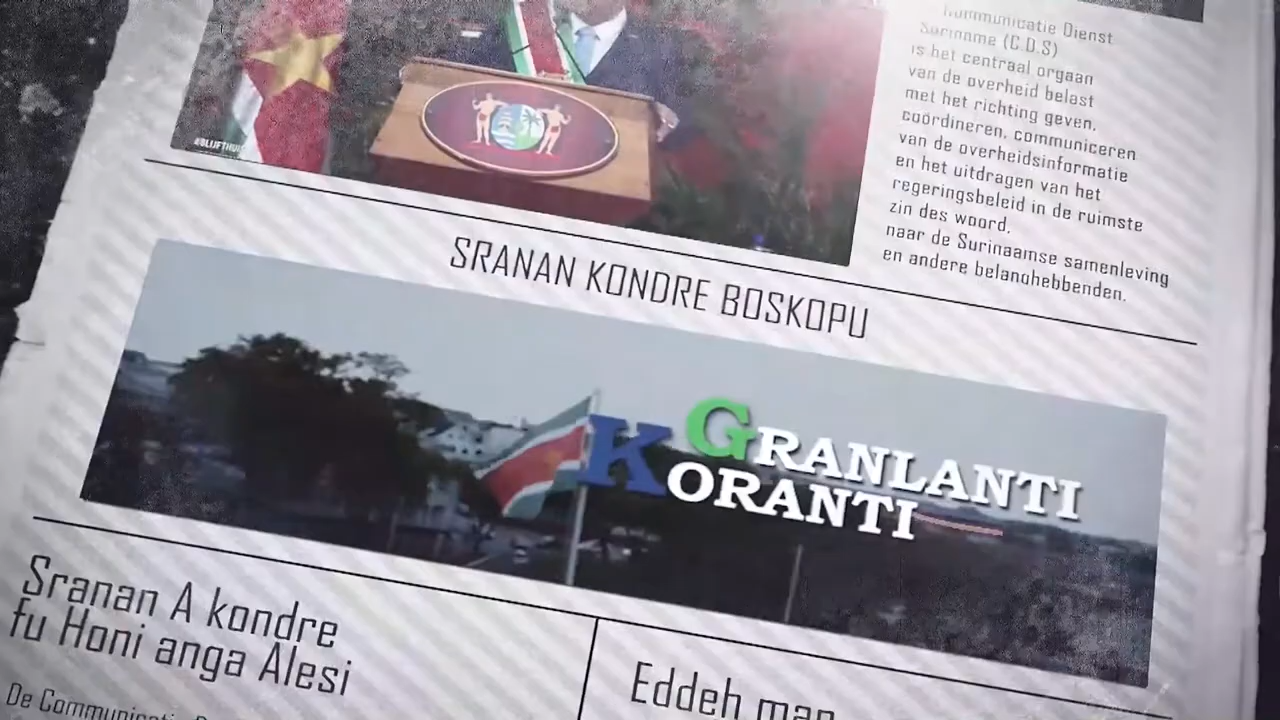 Communicatie Dienst
Suriname (C.D.S)
is het centraal orgaan
van de overheid belast
met het richting geven,
coördineren, communiceren
van de overheidsinformatie
en het uitdragen van het
regeringsbeleid in de ruimste
zin des woord,
naar de Surinaamse samenleving
en andere belanghebbenden.
SRANAN KONDRE BOSKOPU
GRANLANTI
KORANTI
Sranan A kondre
fu Honi anga Alesi
De
Eddeh man